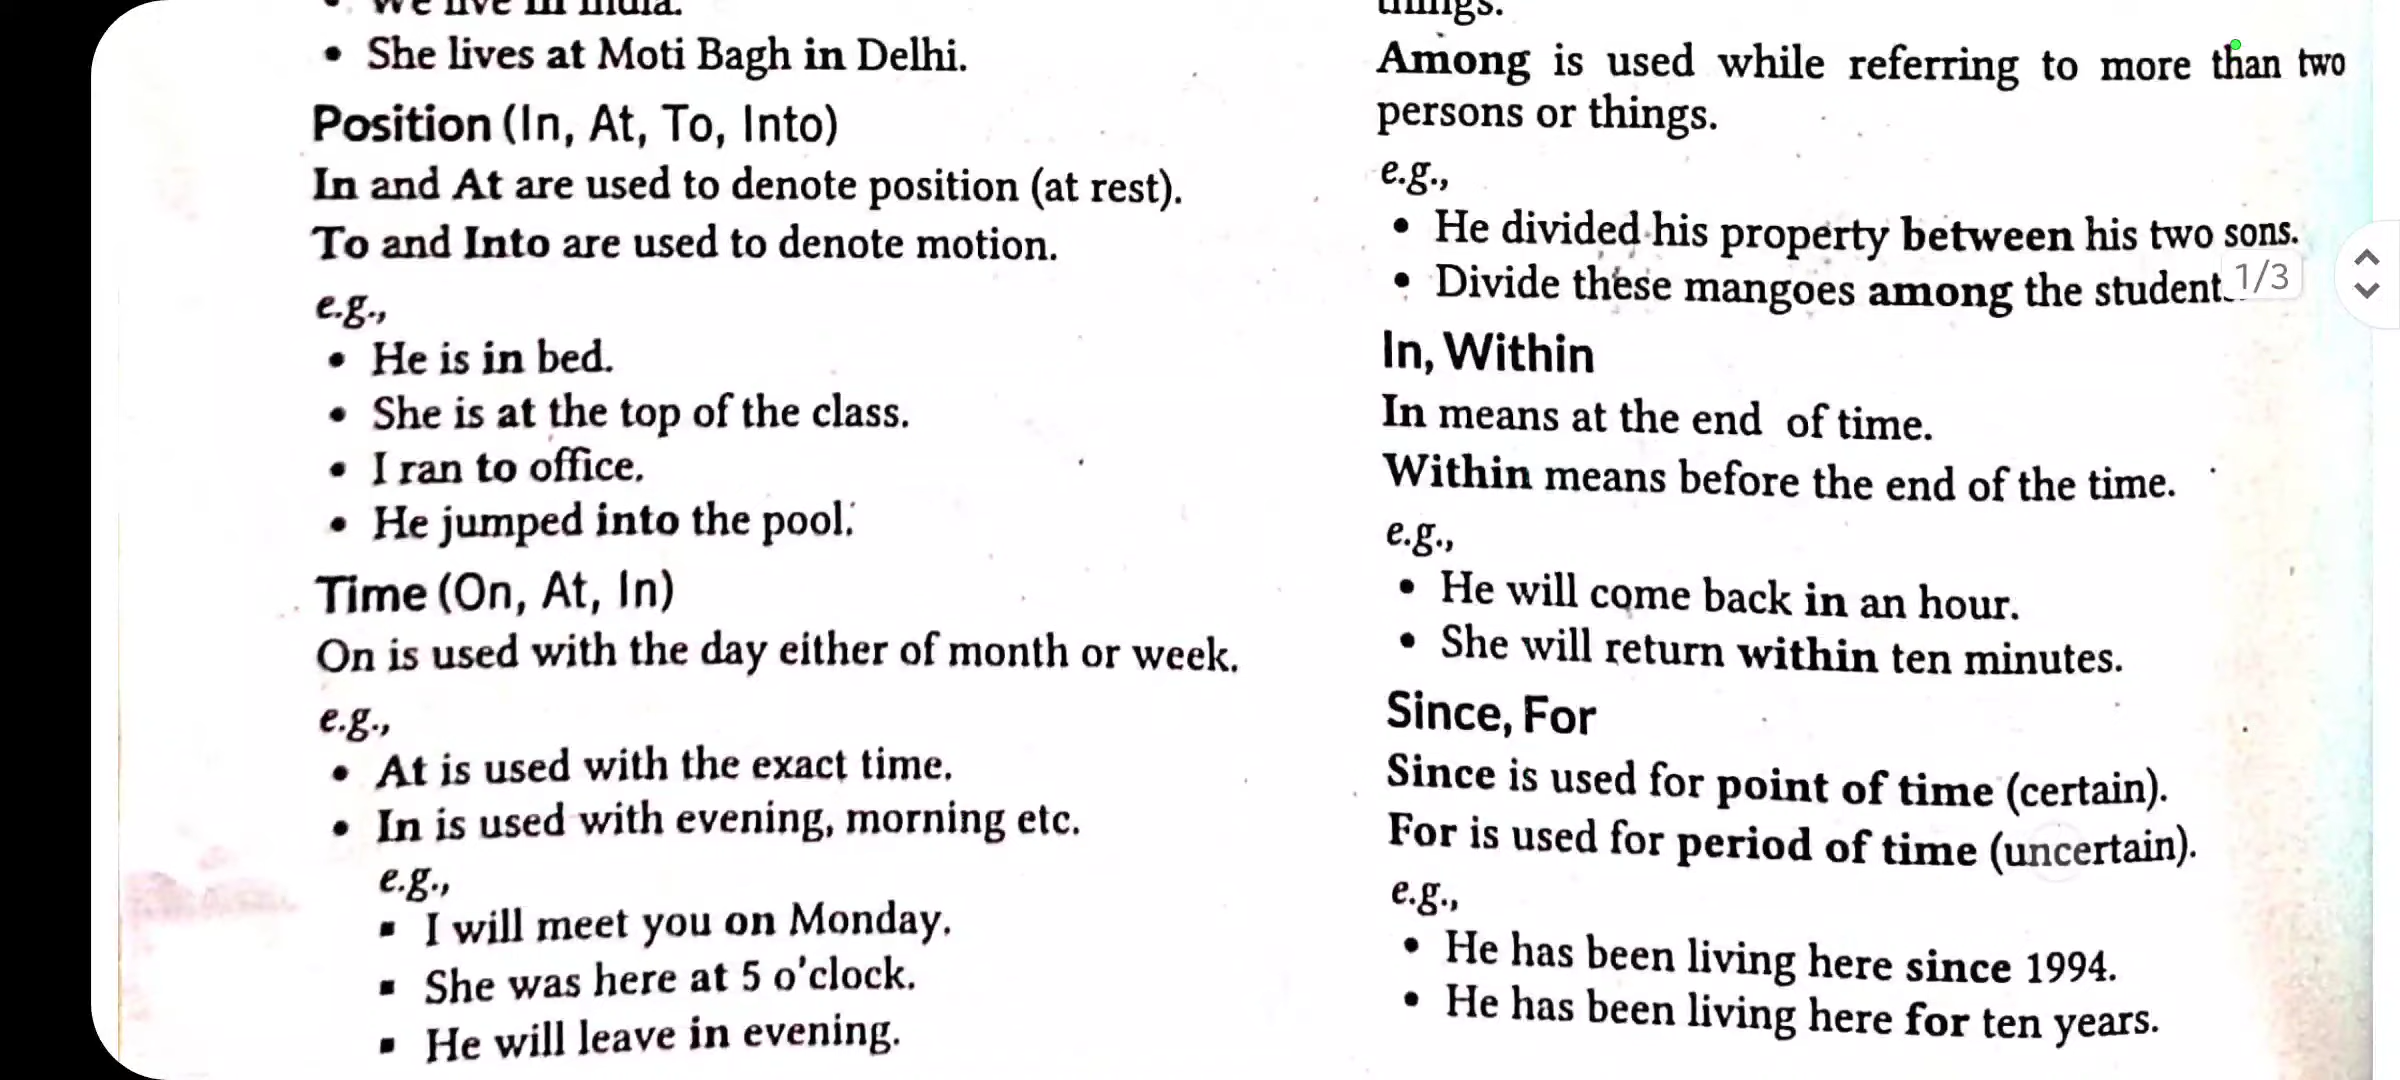 We live in India.
• She lives at Moti Bagh in Delhi.
Position (In, At, To, Into)
In and At are used to denote position (at rest).
To and Into are used to denote motion.
e.g.,
• He is in bed.
• She is at the top of the class.
• I ran to office.
• He jumped into the pool.
Time (On, At, In)
On is used with the day either of month or week.
e.g.,
• At is used with the exact time.
• In is used with evening, morning etc.
e.g.,
▪ I will meet you on Monday.
▪ She was here at 5 o'clock.
▪ He will leave in evening.
things.
Among is used while referring to more than two
persons or things.
e.g.,
• He divided his property between his two sons.
• Divide these mangoes among the student
1/3
In, Within
In means at the end of time.
Within means before the end of the time.
e.g.,
• He will come back in an hour.
• She will return within ten minutes.
Since, For
Since is used for point of time (certain).
For is used for period of time (uncertain).
e.g.,
• He has been living here since 1994.
• He has been living here for ten years.